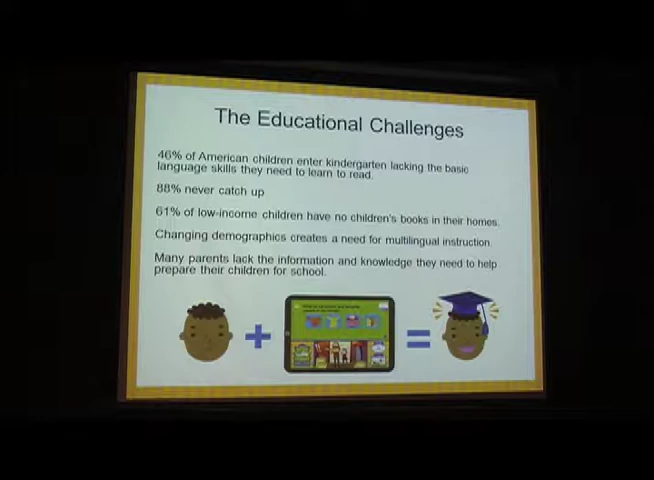 The Educational Challenges
46% of American children enter kindergarten lacking the basic
language skills they need to learn to read.
88% never catch up
61% of low-income children have no children's books in their homes.
Changing demographics creates a need for multilingual instruction.
Many parents lack the information and knowledge they need to help
prepare their children for school.
+
=